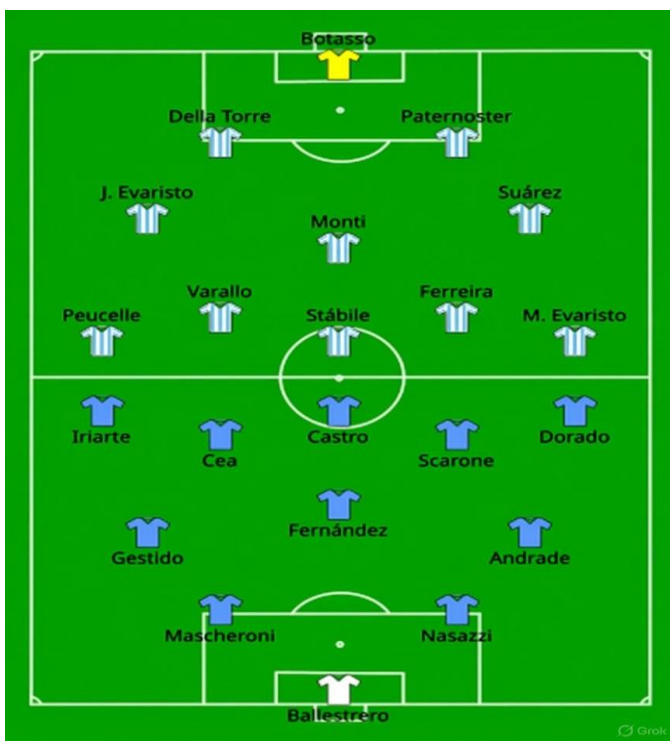 Botasso
Della Torre Paternoster
J. Evaristo Suárez
Monti
Varallo Ferreira
Peucelle Stábile M. Evaristo
Iriarte Castro Dorado
Cea Scarone
Fernández
Gestido Andrade
Mascheroni Nasazzi
Ballestrero
Grok